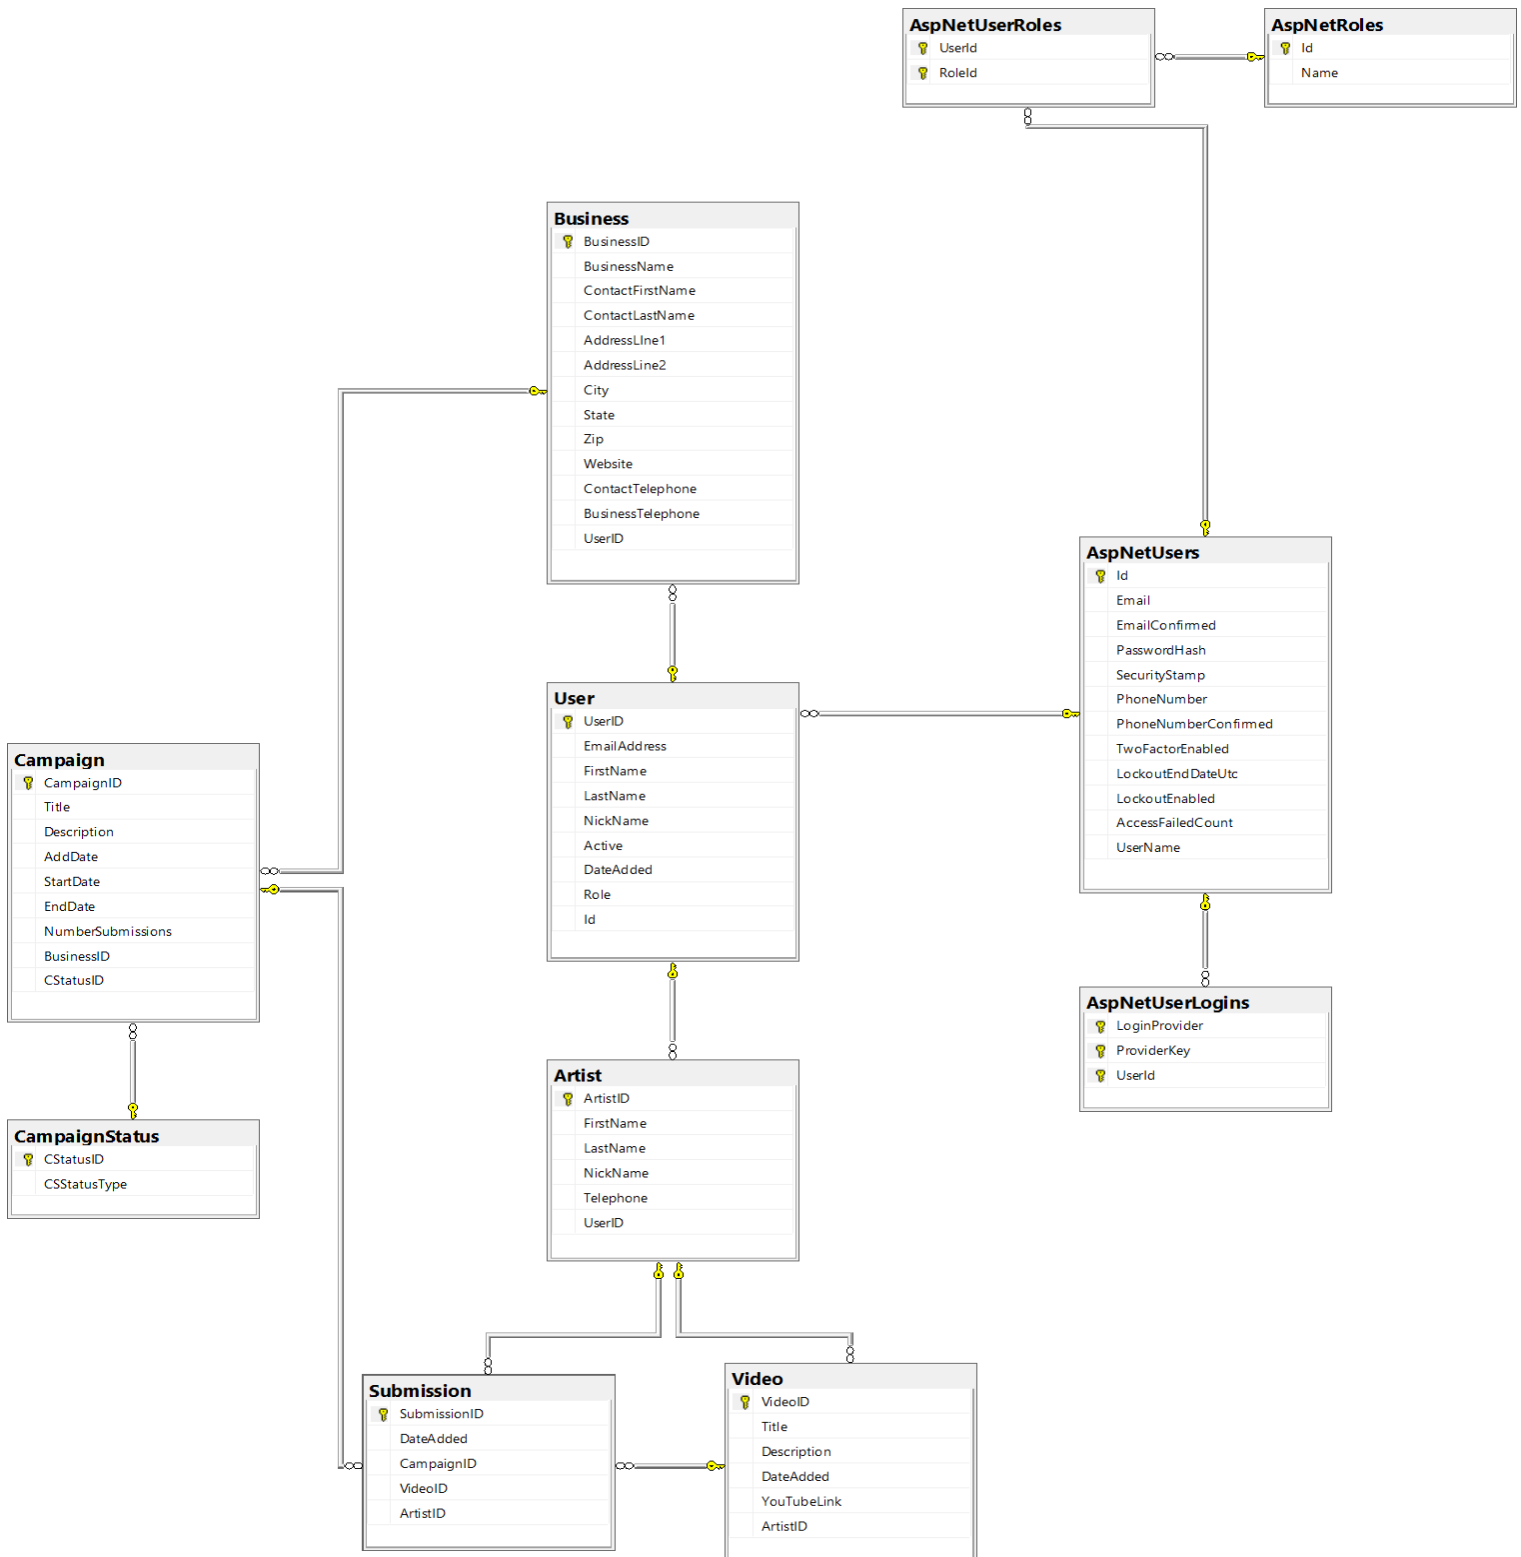 AspNetUserRoles
UserId
RoleId
AspNetRoles
Id
Name
Business
BusinessID
BusinessName
ContactFirstName
ContactLastName
AddressLIne1
AddressLine2
City
State
Zip
Website
ContactTelephone
BusinessTelephone
UserID
AspNetUsers
Id
Email
EmailConfirmed
PasswordHash
SecurityStamp
PhoneNumber
PhoneNumberConfirmed
TwoFactorEnabled
LockoutEndDateUtc
LockoutEnabled
AccessFailedCount
UserName
User
UserID
EmailAddress
FirstName
LastName
NickName
Active
DateAdded
Role
Id
Campaign
CampaignID
Title
Description
AddDate
StartDate
EndDate
NumberSubmissions
BusinessID
CStatusID
AspNetUserLogins
LoginProvider
ProviderKey
UserId
Artist
ArtistID
FirstName
LastName
NickName
Telephone
UserID
CampaignStatus
CStatusID
CSStatusType
Submission
SubmissionID
DateAdded
CampaignID
VideoID
ArtistID
Video
VideoID
Title
Description
DateAdded
YouTubeLink
ArtistID